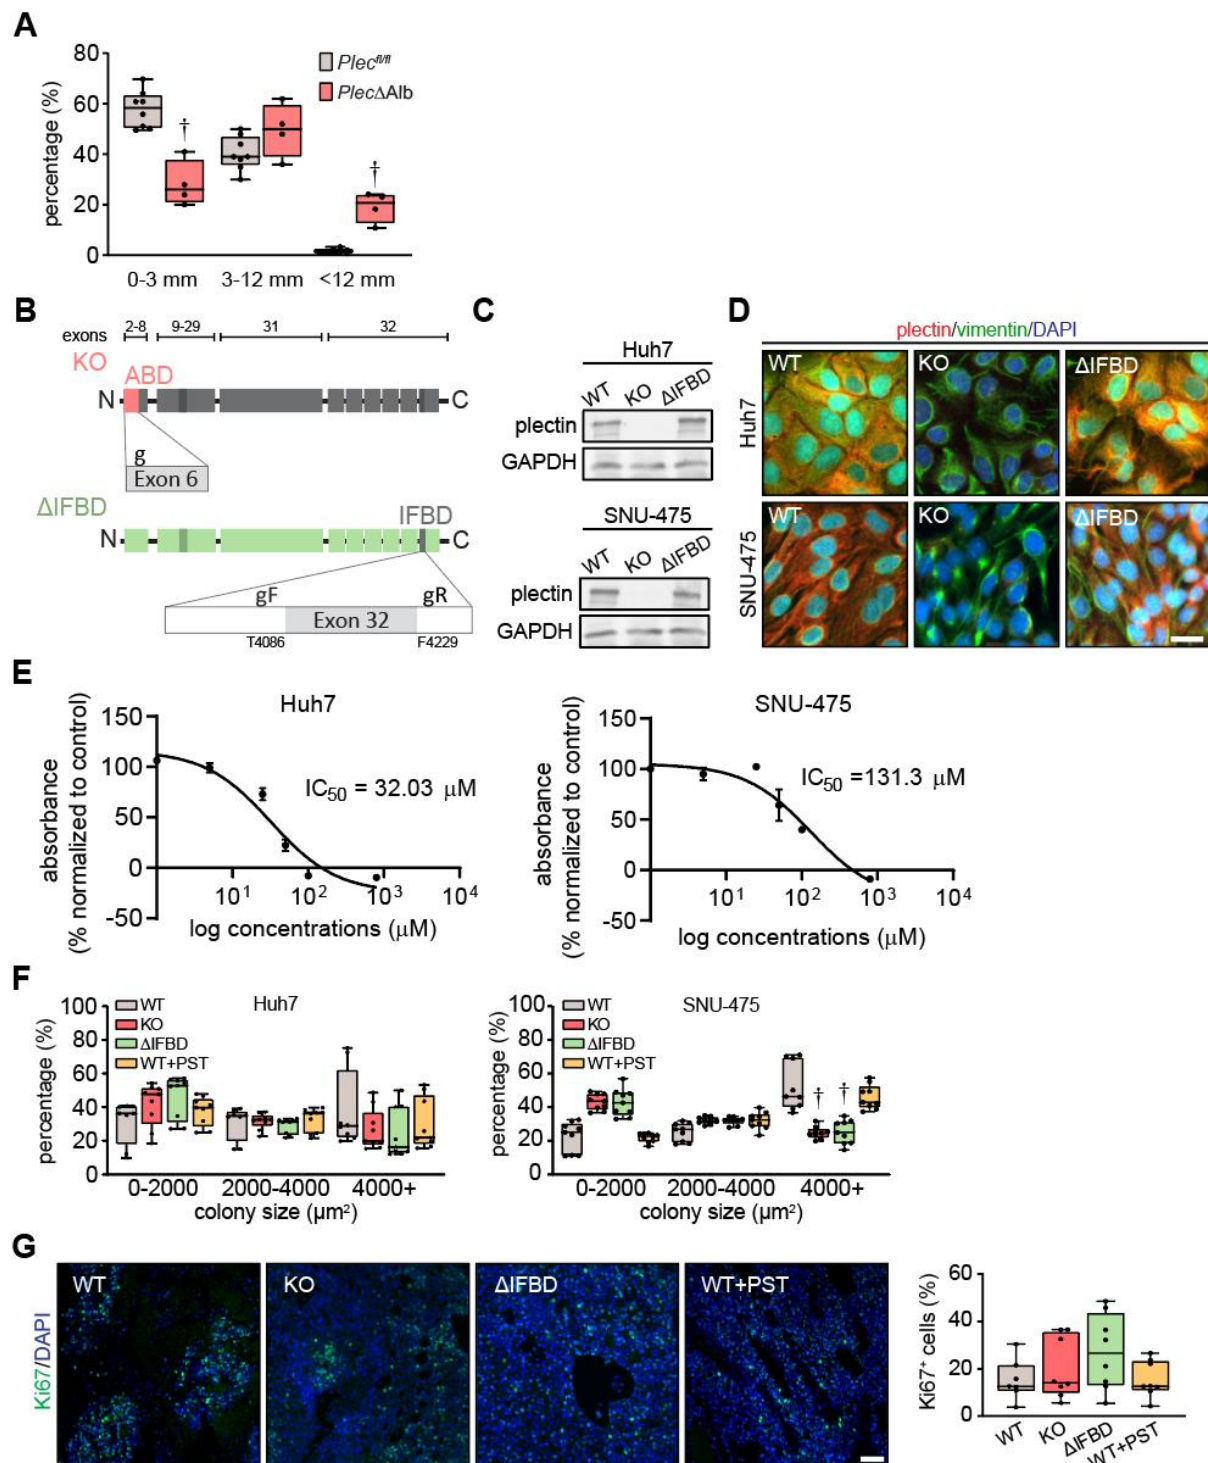 A
percentage (%)
80
60
40
20
0
Plec^fl/fl
PlecΔAlb
†
†
0-3 mm
3-12 mm
<12 mm
B
exons
2-8
9-29
31
32
KO
ABD
N
C
g
Exon 6
ΔIFBD
IFBD
N
C
gF
gR
Exon 32
T4086
F4229
C
Huh7
WT
KO
ΔIFBD
plectin
GAPDH
SNU-475
WT
KO
ΔIFBD
plectin
GAPDH
D
plectin/vimentin/DAPI
Huh7
WT
KO
ΔIFBD
SNU-475
WT
KO
ΔIFBD
E
Huh7
absorbance
(% normalized to control)
150
100
50
0
-50
IC₅₀ = 32.03 μM
10¹
10²
10³
10⁴
log concentrations (μM)
SNU-475
absorbance
(% normalized to control)
150
100
50
0
-50
IC₅₀ =131.3 μM
10¹
10²
10³
10⁴
log concentrations (μM)
F
percentage (%)
100
80
60
40
20
0
WT
KO
ΔIFBD
WT+PST
Huh7
0-2000
2000-4000
4000+
colony size (μm²)
percentage (%)
100
80
60
40
20
0
WT
KO
ΔIFBD
WT+PST
SNU-475
†
†
0-2000
2000-4000
4000+
colony size (μm²)
G
Ki67/DAPI
WT
KO
ΔIFBD
WT+PST
Ki67⁺ cells (%)
60
40
20
0
WT
KO
ΔIFBD
WT+PST